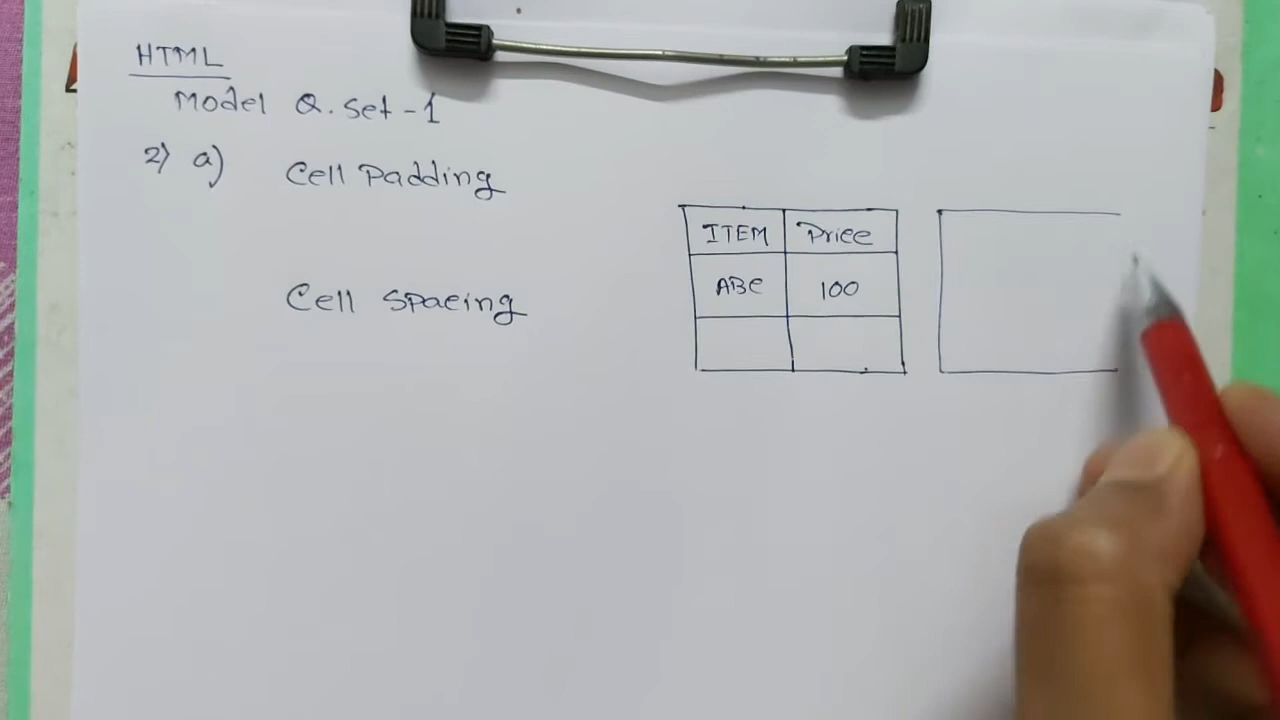 HTML
Model Q. Set - 1
2) a) Cell Padding
ITEM Price
ABC 100
Cell Spacing